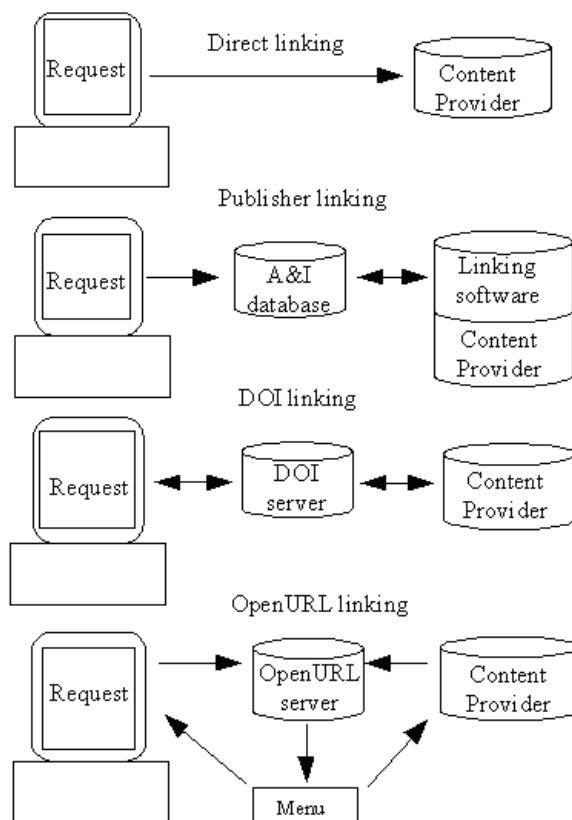 Direct linking
Request
Content
Provider
Publisher linking
Request
A&I
database
Linking
software
Content
Provider
DOI linking
Request
DOI
server
Content
Provider
OpenURL linking
Request
OpenURL
server
Content
Provider
Menu